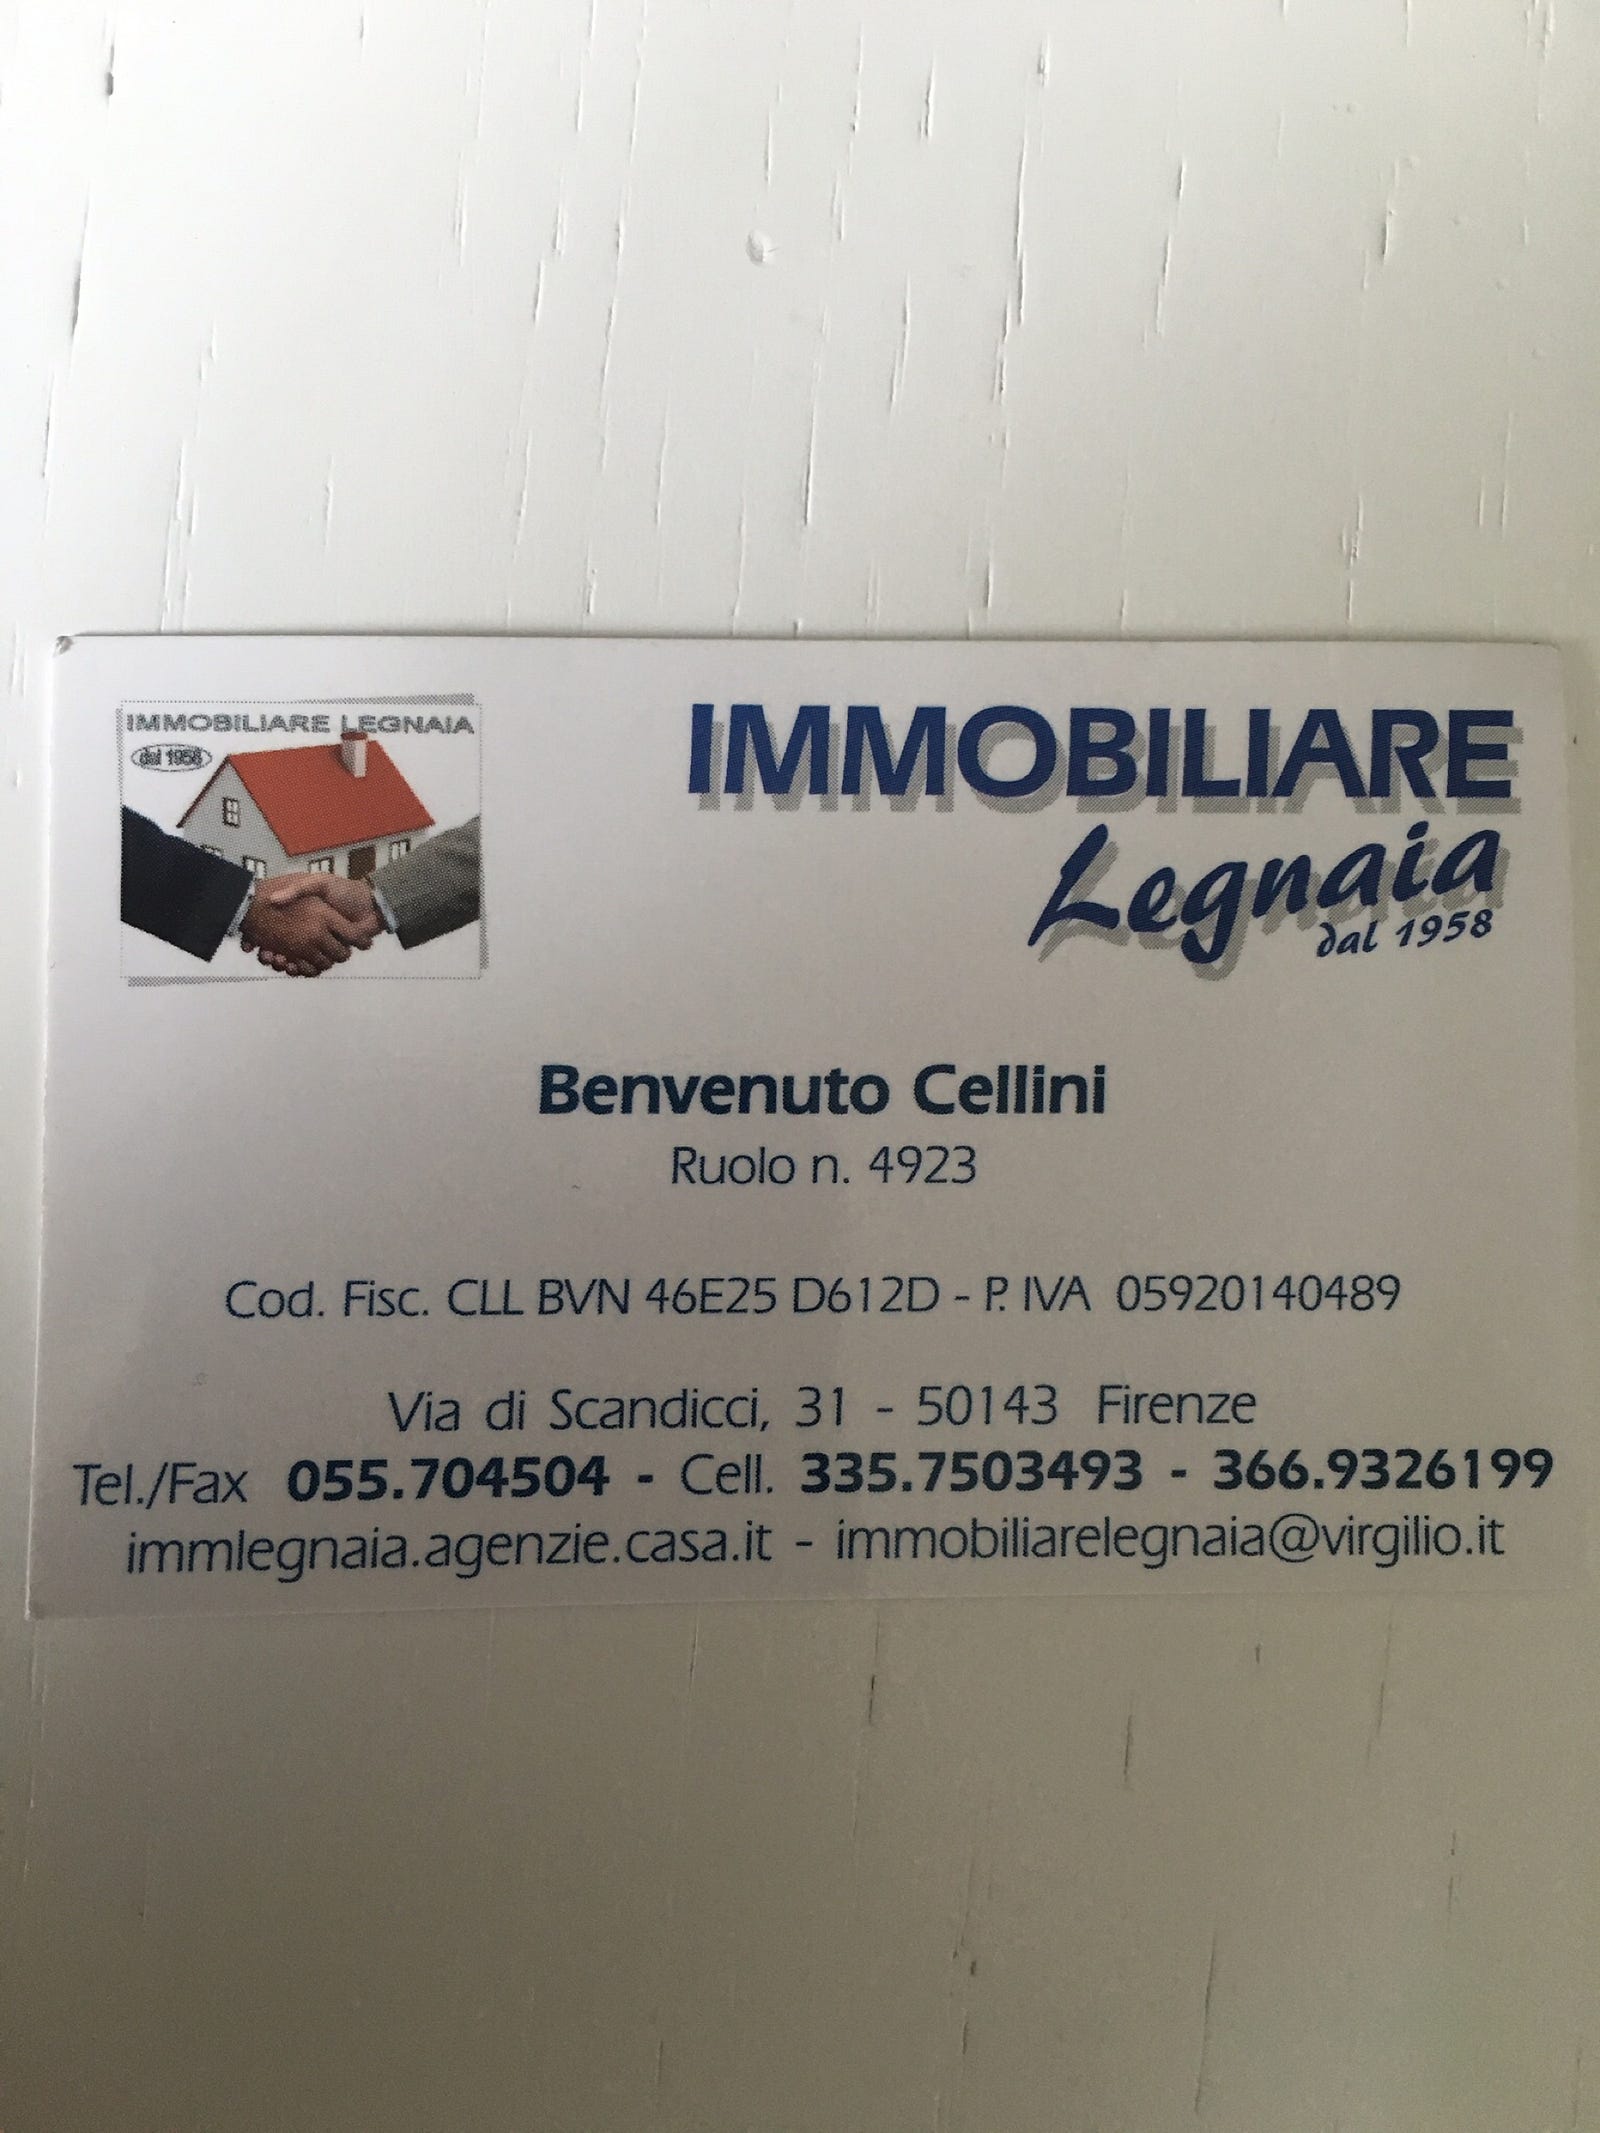 IMMOBILIARE LEGNAIA
dal 1958
IMMOBILIARE
Legnaia
dal 1958
Benvenuto Cellini
Ruolo n. 4923
Cod. Fisc. CLL BVN 46E25 D612D - P. IVA 05920140489
Via di Scandicci, 31 - 50143 Firenze
Tel./Fax 055.704504 - Cell. 335.7503493 - 366.9326199
immlegnaia.agenzie.casa.it - immobiliarelegnaia@virgilio.it